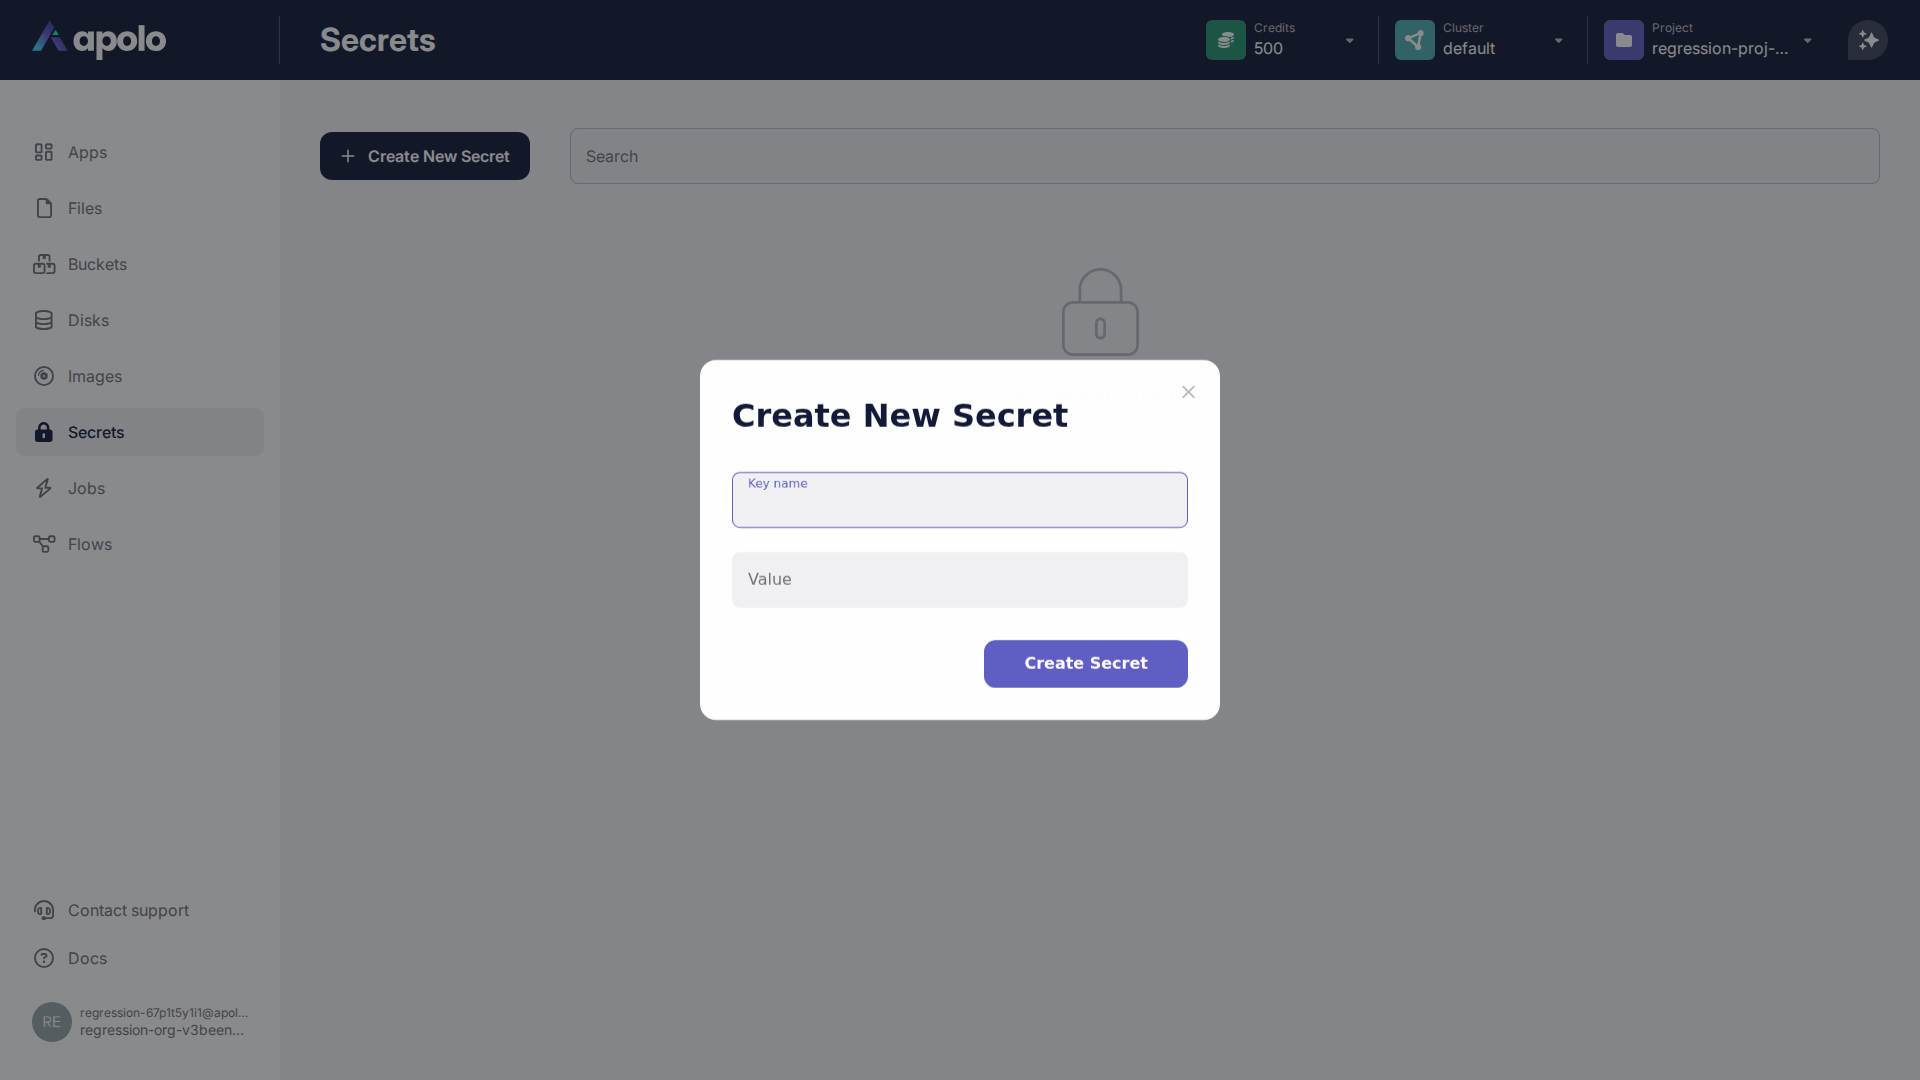 apolo
Secrets
Credits
500
Cluster
default
Project
regression-proj-...
Apps
Files
Buckets
Disks
Images
Secrets
Jobs
Flows
Contact support
Docs
RE
regression-67p1t5y1i1@apol...
regression-org-v3been...
Create New Secret
Search
Create New Secret
Key name
Value
Create Secret